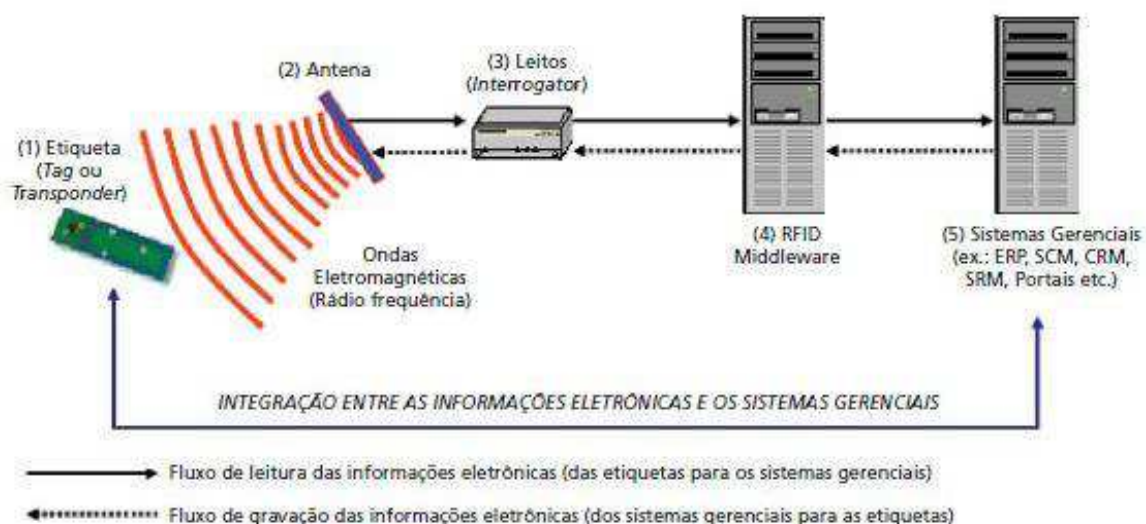 (2) Antena
(3) Leitos
(Interrogator)
(1) Etiqueta
(Tag ou
Transponder)
Ondas
Eletromagnéticas
(Rádio frequência)
(4) RFID
Middleware
(5) Sistemas Gerenciais
(ex.: ERP, SCM, CRM,
SRM, Portais etc.)
INTEGRAÇÃO ENTRE AS INFORMAÇÕES ELETRÔNICAS E OS SISTEMAS GERENCIAIS
Fluxo de leitura das informações eletrônicas (das etiquetas para os sistemas gerenciais)
Fluxo de gravação das informações eletrônicas (dos sistemas gerenciais para as etiquetas)